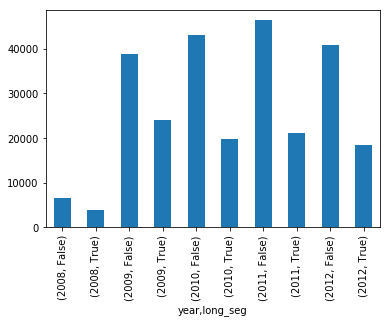 40000
30000
20000
10000
0
(2008, False)
(2008, True)
(2009, False)
(2009, True)
(2010, False)
(2010, True)
(2011, False)
(2011, True)
(2012, False)
(2012, True)
year,long_seg